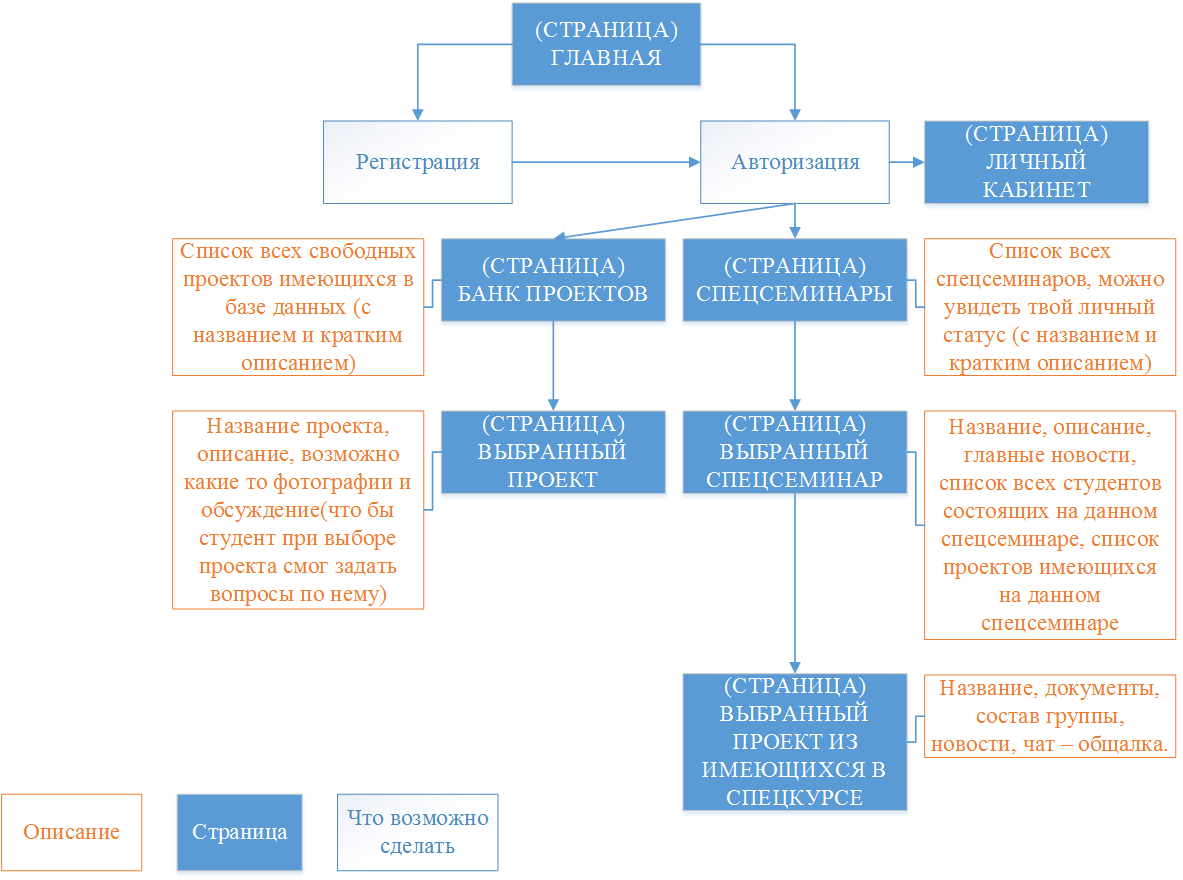 (СТРАНИЦА)
ГЛАВНАЯ
Регистрация
Авторизация
(СТРАНИЦА)
ЛИЧНЫЙ
КАБИНЕТ
Список всех свободных
проектов имеющихся в
базе данных (с
названием и кратким
описанием)
(СТРАНИЦА)
БАНК ПРОЕКТОВ
(СТРАНИЦА)
СПЕЦСЕМИНАРЫ
Список всех
спецсеминаров, можно
увидеть твой личный
статус (с названием и
кратким описанием)
Название проекта,
описание, возможно
какие то фотографии и
обсуждение(что бы
студент при выборе
проекта смог задать
вопросы по нему)
(СТРАНИЦА)
ВЫБРАННЫЙ
ПРОЕКТ
(СТРАНИЦА)
ВЫБРАННЫЙ
СПЕЦСЕМИНАР
Название, описание,
главные новости,
список всех студентов
состоящих на данном
спецсеминаре, список
проектов имеющихся
на данном
спецсеминаре
(СТРАНИЦА)
ВЫБРАННЫЙ
ПРОЕКТ ИЗ
ИМЕЮЩИХСЯ В
СПЕЦКУРСЕ
Название, документы,
состав группы,
новости, чат – общалка.
Описание
Страница
Что возможно
сделать